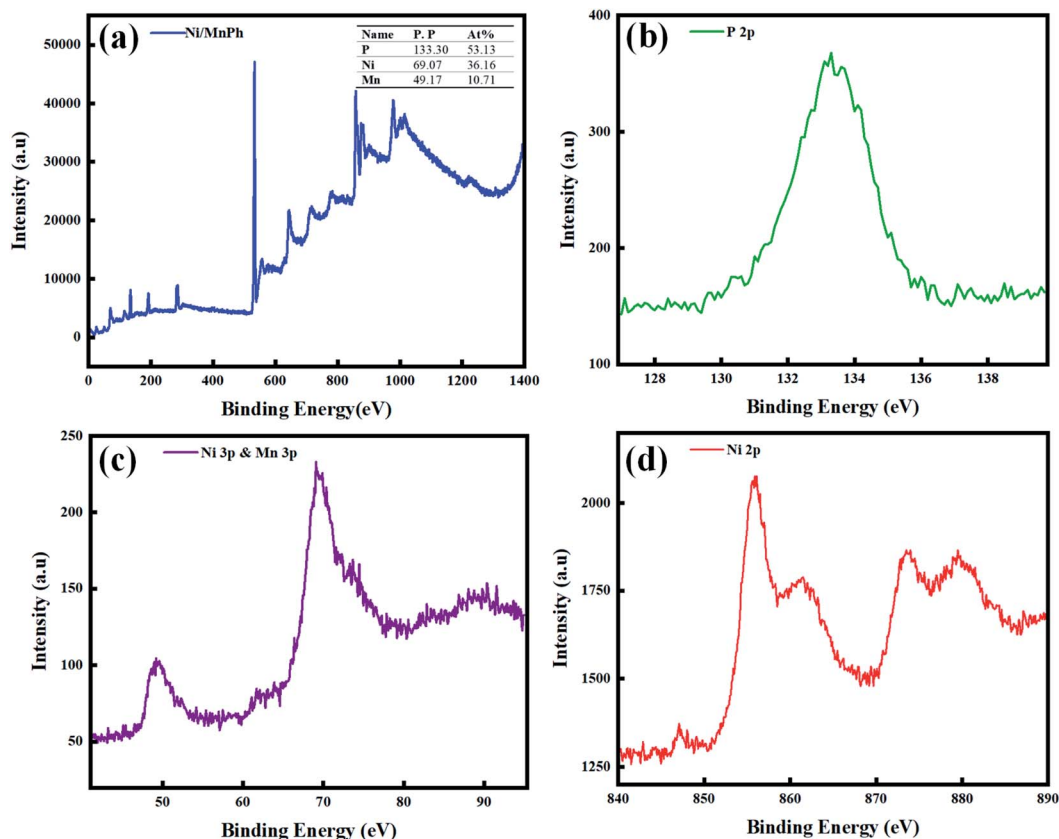 (a)
Ni/MnPh
Name P. P At%
P 133.30 53.13
Ni 69.07 36.16
Mn 49.17 10.71
50000
40000
30000
20000
10000
0
Intensity (a.u)
0 200 400 600 800 1000 1200 1400
Binding Energy(eV)
(b)
P 2p
400
300
200
100
Intensity (a.u)
128 130 132 134 136 138
Binding Energy (eV)
(c)
Ni 3p & Mn 3p
250
200
150
100
50
Intensity (a.u)
50 60 70 80 90
Binding Energy (eV)
(d)
Ni 2p
2000
1750
1500
1250
Intensity (a.u)
840 850 860 870 880 890
Binding Energy (eV)